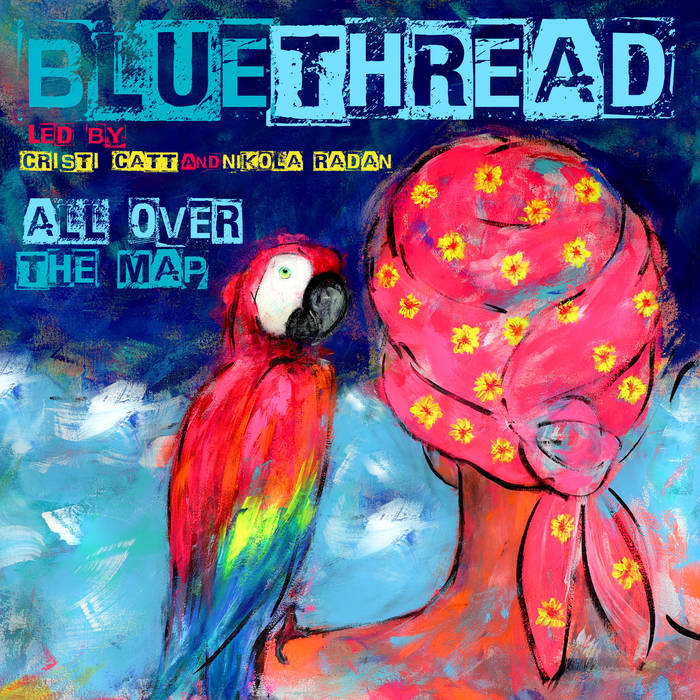 BLUETHREAD
LED BY
CRISTI CATT AND NIKOLA RADAN
ALL OVER
THE MAP